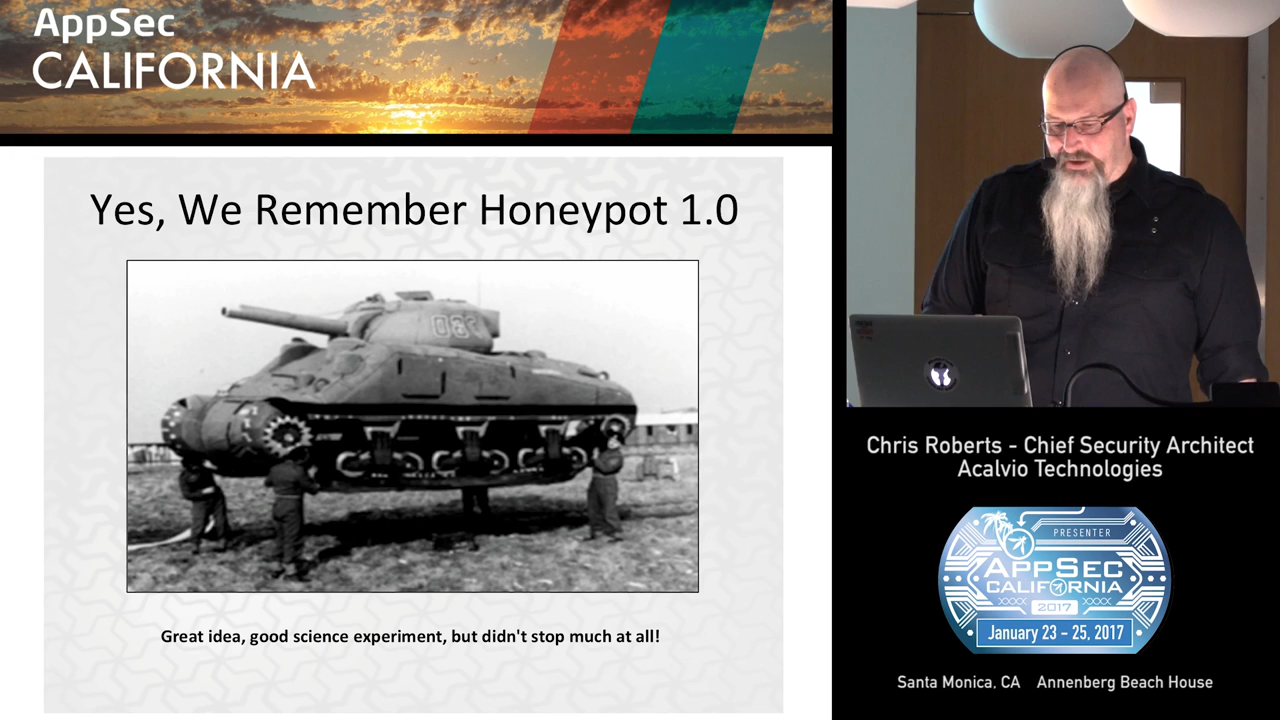 AppSec
CALIFORNIA
Yes, We Remember Honeypot 1.0
Great idea, good science experiment, but didn't stop much at all!
Chris Roberts - Chief Security Architect
Acalvio Technologies
PRESENTER
APPSEC
CALIFORNIA
2017
January 23 - 25, 2017
Santa Monica, CA Annenberg Beach House